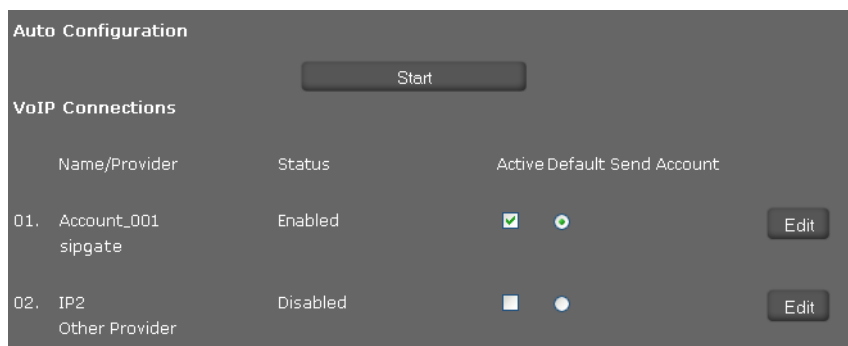 Auto Configuration
Start
VoIP Connections
Name/Provider Status Active Default Send Account
01. Account_001 Enabled Edit
sipgate
02. IP2 Disabled Edit
Other Provider